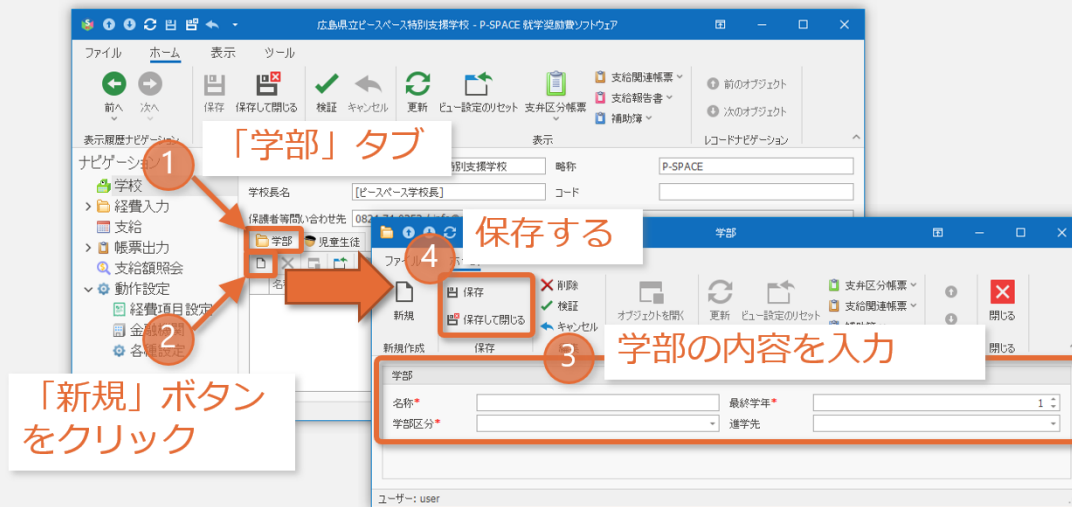 広島県立ピースペース特別支援学校 - P-SPACE 就学奨励費ソフトウェア
ファイル ホーム 表示 ツール
前へ 次へ 保存 保存して閉じる 検証 キャンセル 更新 ビュー設定のリセット 支弁区分帳票
支給関連帳票
支給報告書
補助簿
前のオブジェクト
次のオブジェクト
表示履歴ナビゲーション 表示 レコードナビゲーション
「学部」タブ
1
ナビゲーション
学校
経費入力
支給
帳票出力
支給額照会
動作設定
経費項目設定
金融機関
各種設定
特別支援学校 略称 P-SPACE
学校長名 [ピースペース学校長] コード
保護者等問い合わせ先
学部 児童生徒
2
「新規」ボタン
をクリック
4
保存する
学部
ファイル ホーム
新規
保存
保存して閉じる
削除
検証
キャンセル
オブジェクトを開く 更新 ビュー設定のリセット
支弁区分帳票
支給関連帳票
閉じる
新規作成 保存 閉じる
3
学部の内容を入力
学部
名称* 最終学年* 1
学部区分* 進学先
ユーザー: user